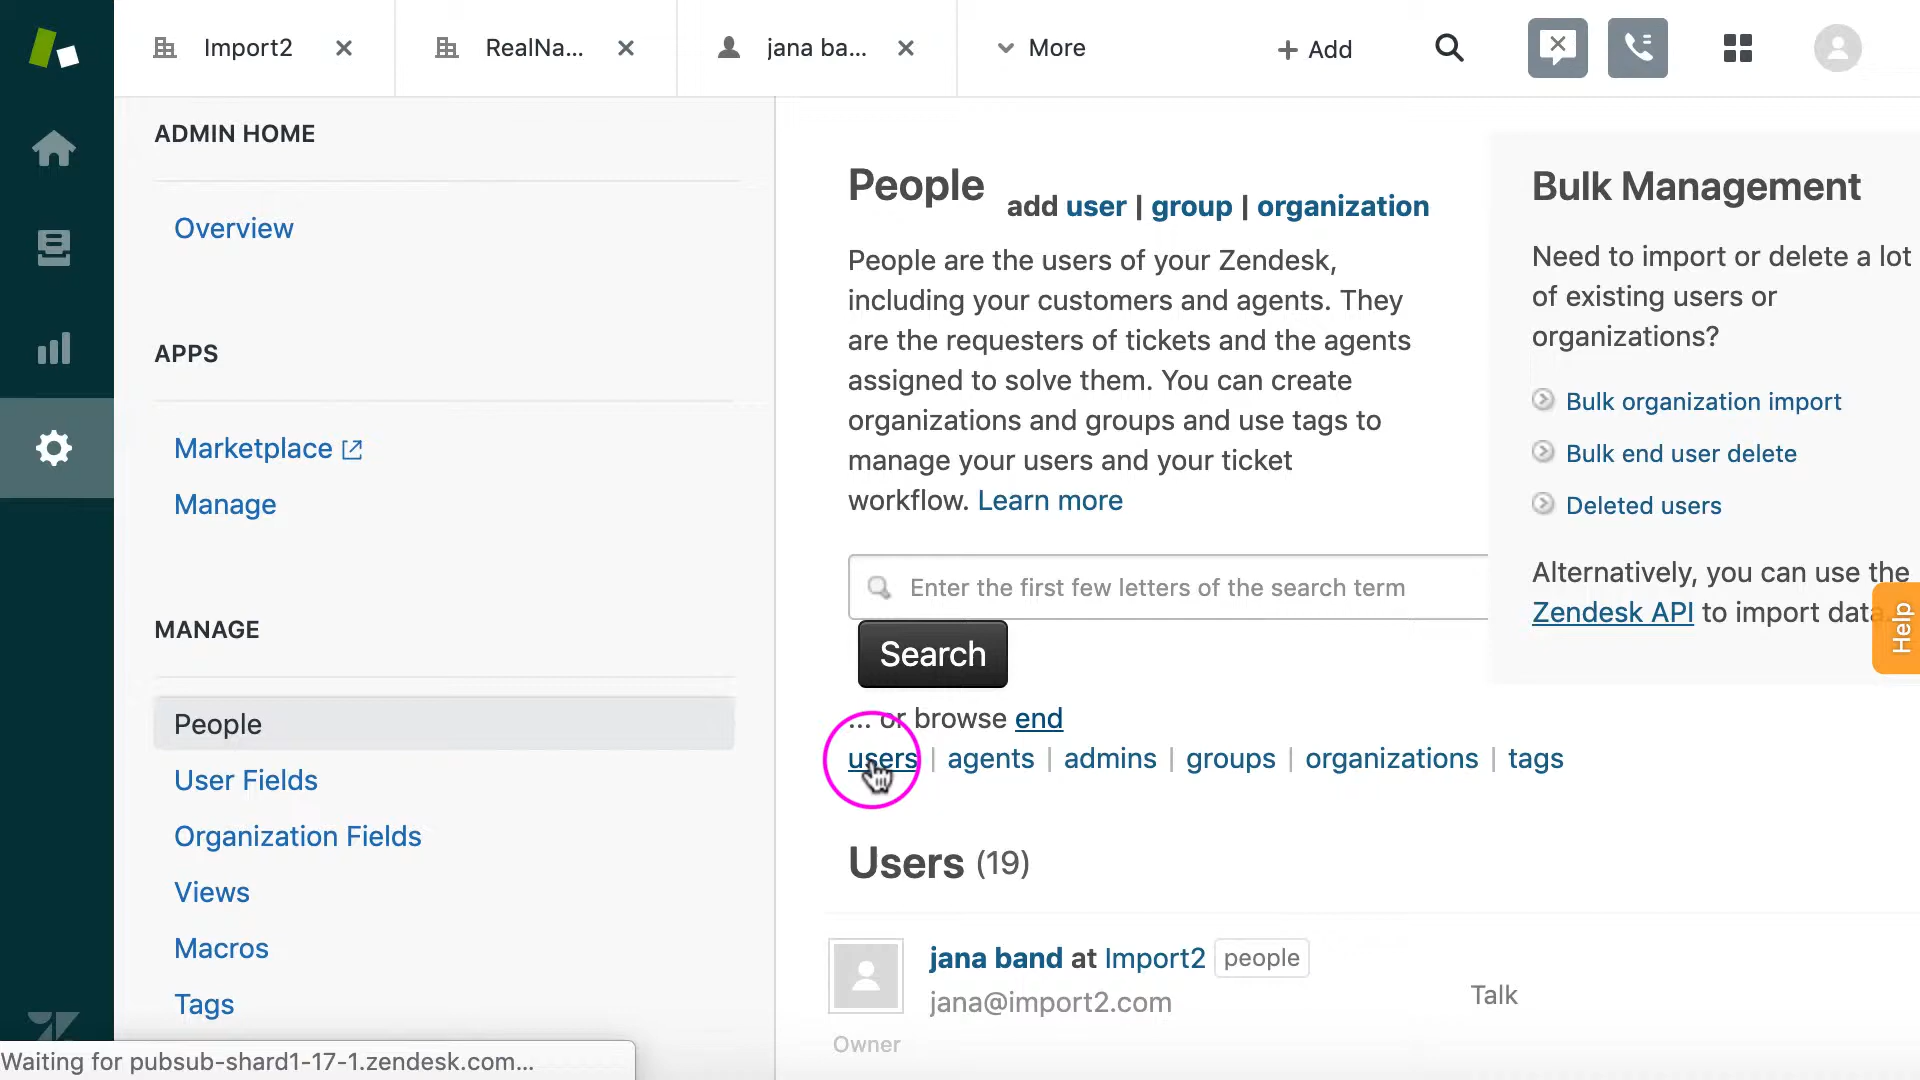 Import2
RealNa...
jana ba...
More
+ Add
ADMIN HOME
Overview
APPS
Marketplace
Manage
MANAGE
People
User Fields
Organization Fields
Views
Macros
Tags
Waiting for pubsub-shard1-17-1.zendesk.com...
People add user | group | organization
People are the users of your Zendesk,
including your customers and agents. They
are the requesters of tickets and the agents
assigned to solve them. You can create
organizations and groups and use tags to
manage your users and your ticket
workflow. Learn more
Enter the first few letters of the search term
Search
... or browse end
users | agents | admins | groups | organizations | tags
Users (19)
jana band at Import2 people
jana@import2.com
Talk
Owner
Bulk Management
Need to import or delete a lot
of existing users or
organizations?
Bulk organization import
Bulk end user delete
Deleted users
Alternatively, you can use the
Zendesk API to import data.
Help